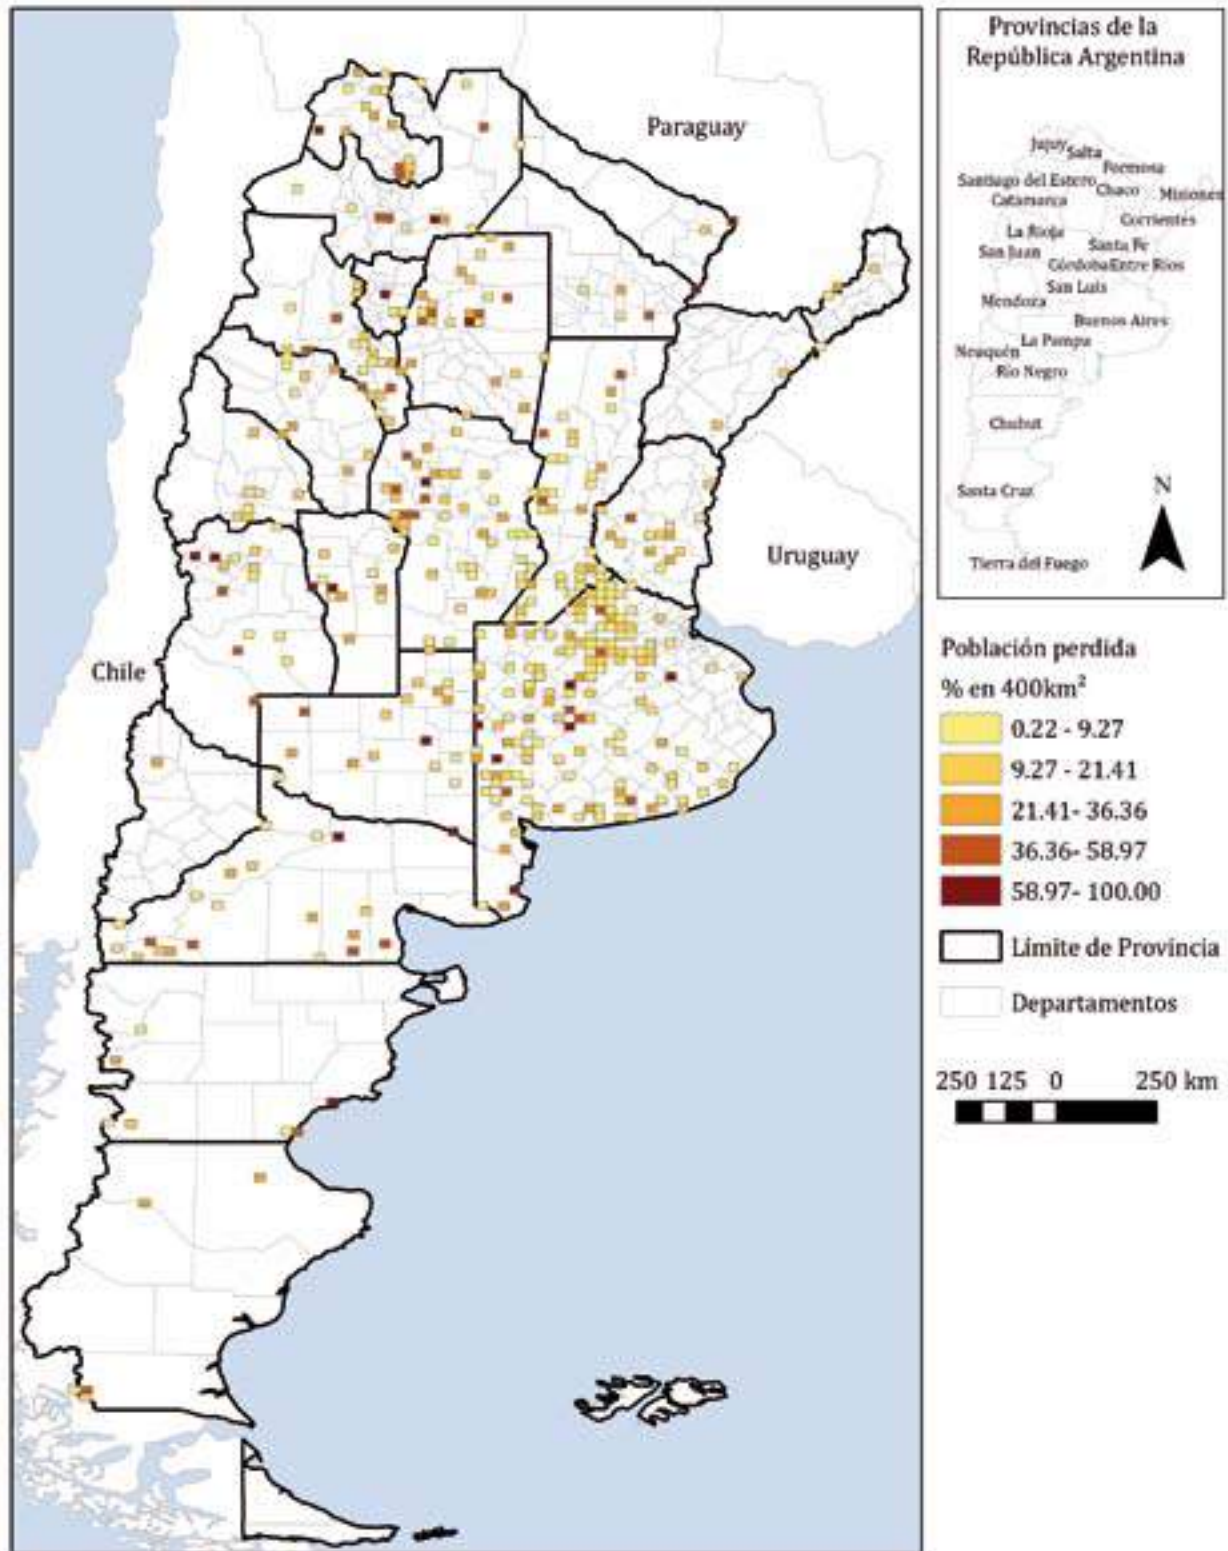 Paraguay
Uruguay
Chile
Provincias de la
República Argentina
Jujuy
Salta
Formosa
Santiago del Estero
Chaco
Misiones
Catamarca
Corrientes
La Rioja
Santa Fe
San Juan
Córdoba
Entre Ríos
San Luis
Mendoza
Buenos Aires
La Pampa
Neuquén
Río Negro
Chubut
Santa Cruz
N
Tierra del Fuego
Población perdida
% en 400km²
0.22 - 9.27
9.27 - 21.41
21.41- 36.36
36.36- 58.97
58.97- 100.00
Límite de Provincia
Departamentos
250 125 0 250 km